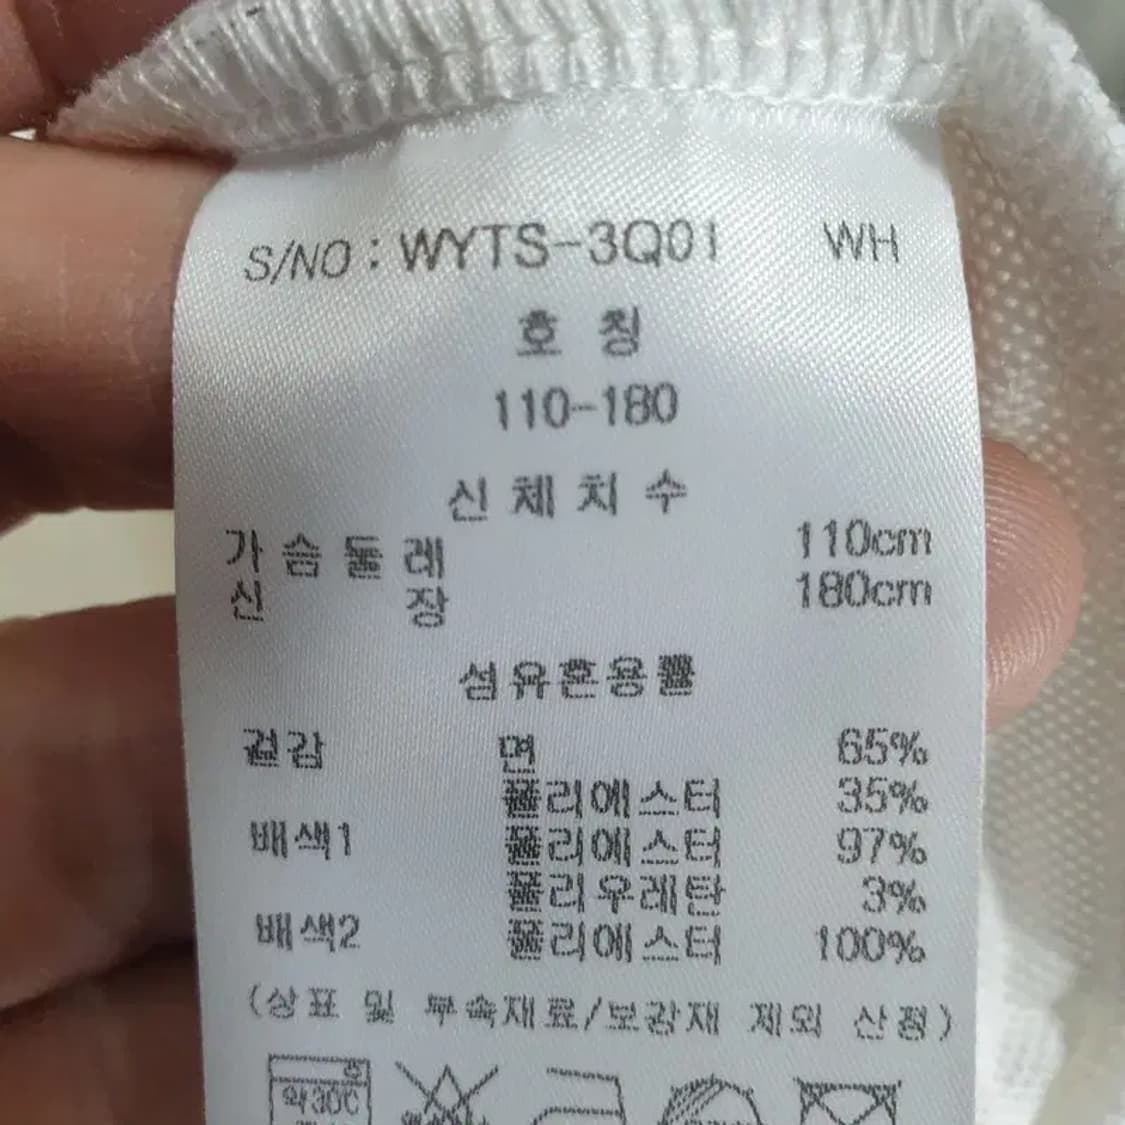 S/NO : WYTS-3Q01 WH
호 칭
110-180
신 체 치 수
가 슴 둘 레 110cm
신 장 180cm
섬유혼용률
겉감 면 65%
폴리에스터 35%
배색1 폴리에스터 97%
폴리우레탄 3%
배색2 폴리에스터 100%
(상표 및 부속재료/보강재 제외 산정)
약30℃